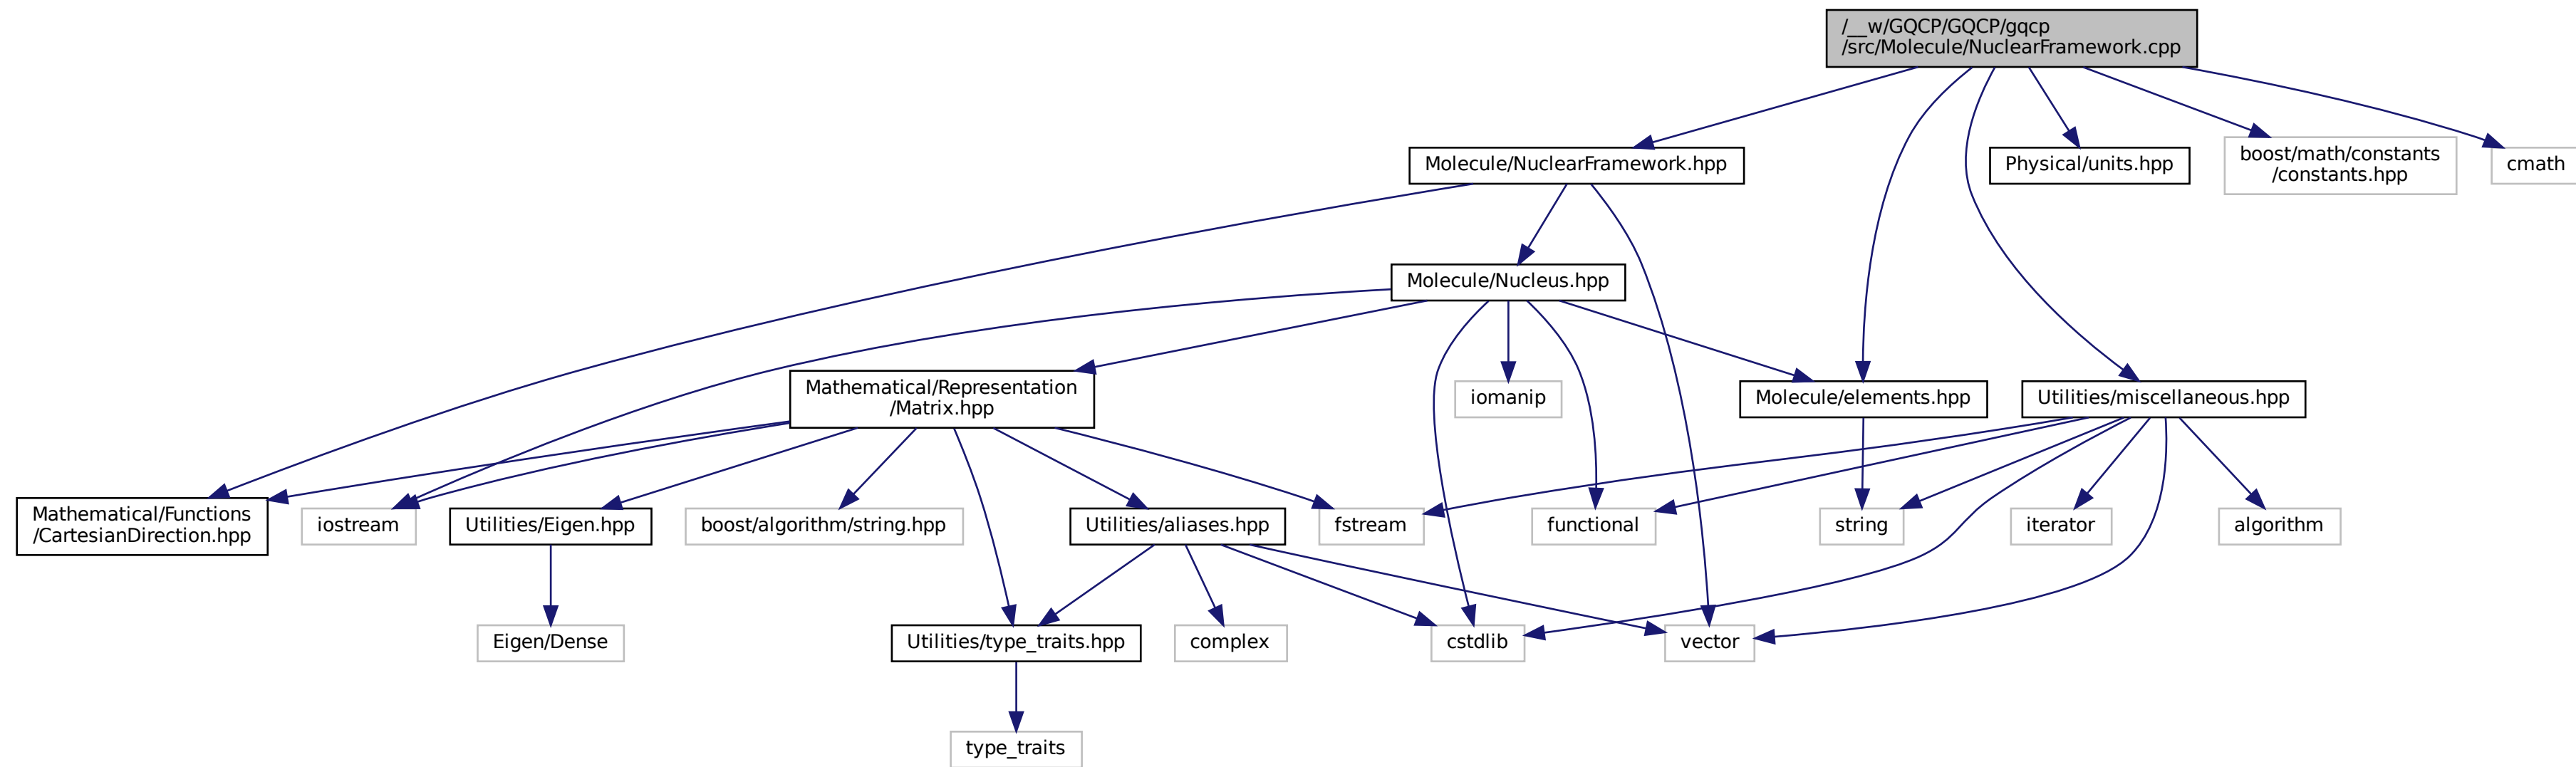 /__w/GQCP/GQCP/gqcp
/src/Molecule/NuclearFramework.cpp
Molecule/NuclearFramework.hpp
Physical/units.hpp
boost/math/constants
/constants.hpp
cmath
Molecule/Nucleus.hpp
Mathematical/Representation
/Matrix.hpp
iomanip
Molecule/elements.hpp
Utilities/miscellaneous.hpp
Mathematical/Functions
/CartesianDirection.hpp
iostream
Utilities/Eigen.hpp
boost/algorithm/string.hpp
Utilities/aliases.hpp
fstream
functional
string
iterator
algorithm
Eigen/Dense
Utilities/type_traits.hpp
complex
cstdlib
vector
type_traits